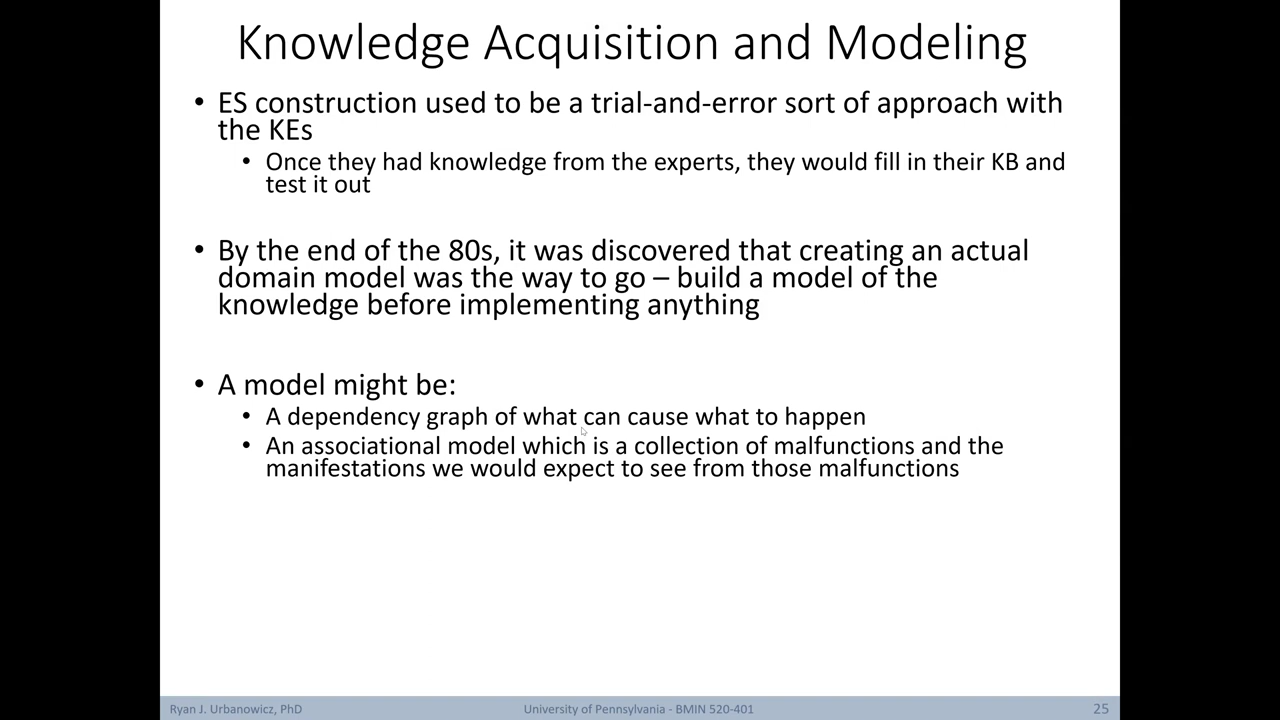 Knowledge Acquisition and Modeling
• ES construction used to be a trial-and-error sort of approach with
the KEs
• Once they had knowledge from the experts, they would fill in their KB and
test it out
• By the end of the 80s, it was discovered that creating an actual
domain model was the way to go – build a model of the
knowledge before implementing anything
• A model might be:
• A dependency graph of what can cause what to happen
• An associational model which is a collection of malfunctions and the
manifestations we would expect to see from those malfunctions
Ryan J. Urbanowicz, PhD
University of Pennsylvania - BMIN 520-401
25